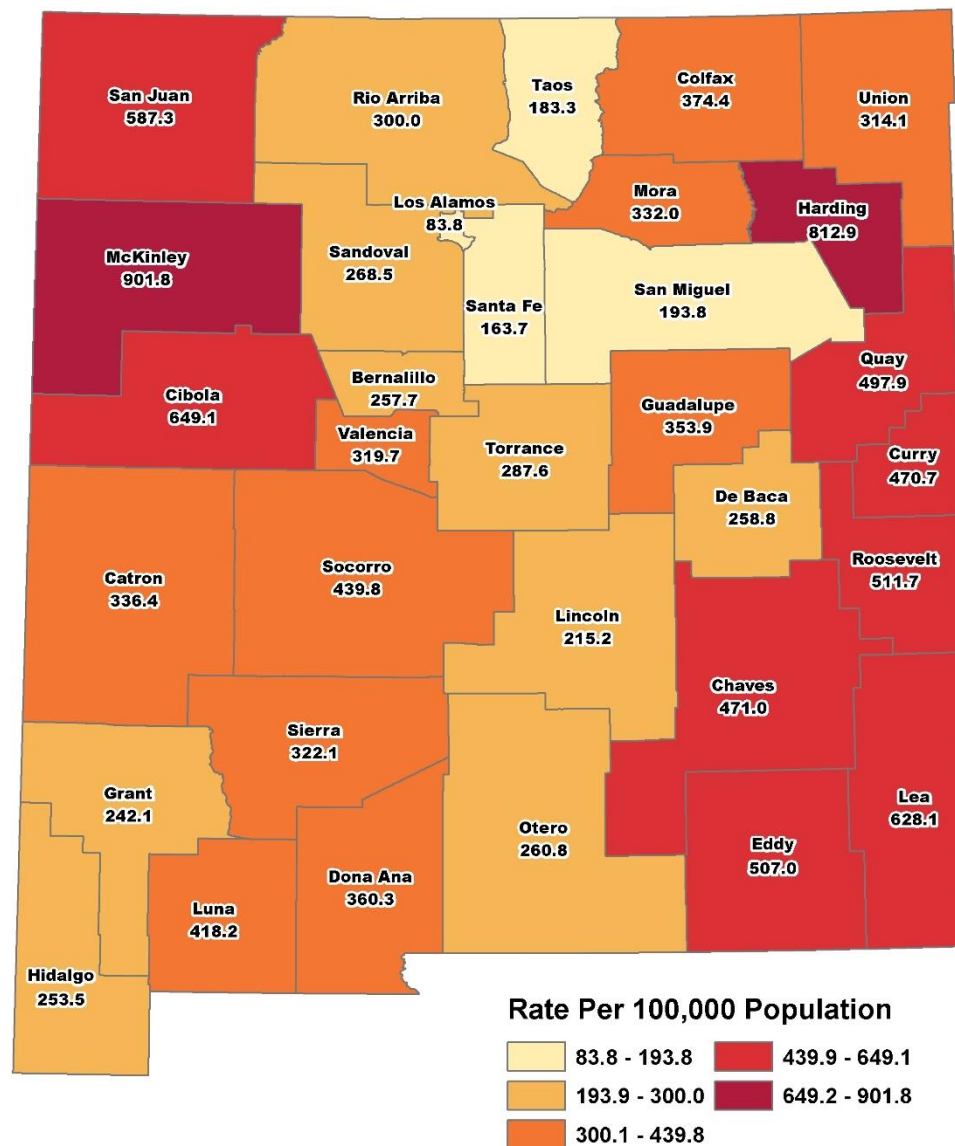 San Juan
587.3
Rio Arriba
300.0
Taos
183.3
Colfax
374.4
Union
314.1
Los Alamos
83.8
Mora
332.0
Harding
812.9
McKinley
901.8
Sandoval
268.5
Santa Fe
163.7
San Miguel
193.8
Quay
497.9
Cibola
649.1
Bernalillo
257.7
Valencia
319.7
Torrance
287.6
Guadalupe
353.9
Curry
470.7
De Baca
258.8
Roosevelt
511.7
Catron
336.4
Socorro
439.8
Lincoln
215.2
Chaves
471.0
Sierra
322.1
Grant
242.1
Otero
260.8
Lea
628.1
Eddy
507.0
Dona Ana
360.3
Luna
418.2
Hidalgo
253.5
Rate Per 100,000 Population
83.8 - 193.8
193.9 - 300.0
300.1 - 439.8
439.9 - 649.1
649.2 - 901.8